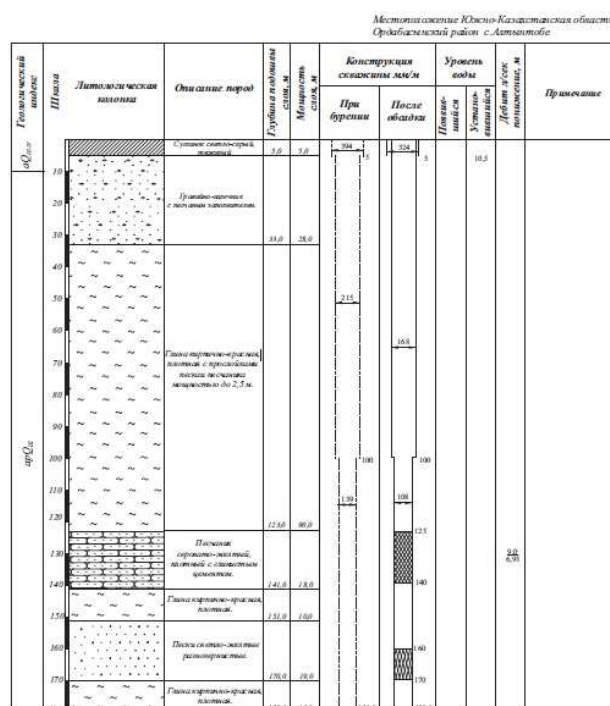 Местоположение Южно-Казахстанская область
Ордабасынский район с.Алтынтобе
Геологический индекс
Шкала
Литологическая колонка
Описание пород
Глубина подошвы слоя, м
Мощность слоя, м
Конструкция скважины мм/м
При бурении
После обсадки
Уровень воды
Появив-шийся
Устано-вившийся
Дебит л/сек понижение, м
Примечание
Суглинок светло-серый,
5,0 5,0
394
5
324
5
10,5
10
20
30
Гравийно-галечник
с песчаным заполнителем.
33,0 28,0
40
50
215
60
168
70
Глина кирпично-красная,
плотная с прослойками
песчаника
мощностью до 2,5 м.
80
90
100
100
100
apQ
110
139
108
120
123,0 90,0
125
Песчаник
серовато-желтый,
плотный с глинистым
цементом.
130
9,0
6,95
140
140
141,0 18,0
Глина кирпично-красная,
плотная.
150
151,0 10,0
Пески светло-желтые
разнозернистые.
160
160
170
170,0 19,0
170
Глина кирпично-красная,
плотная.